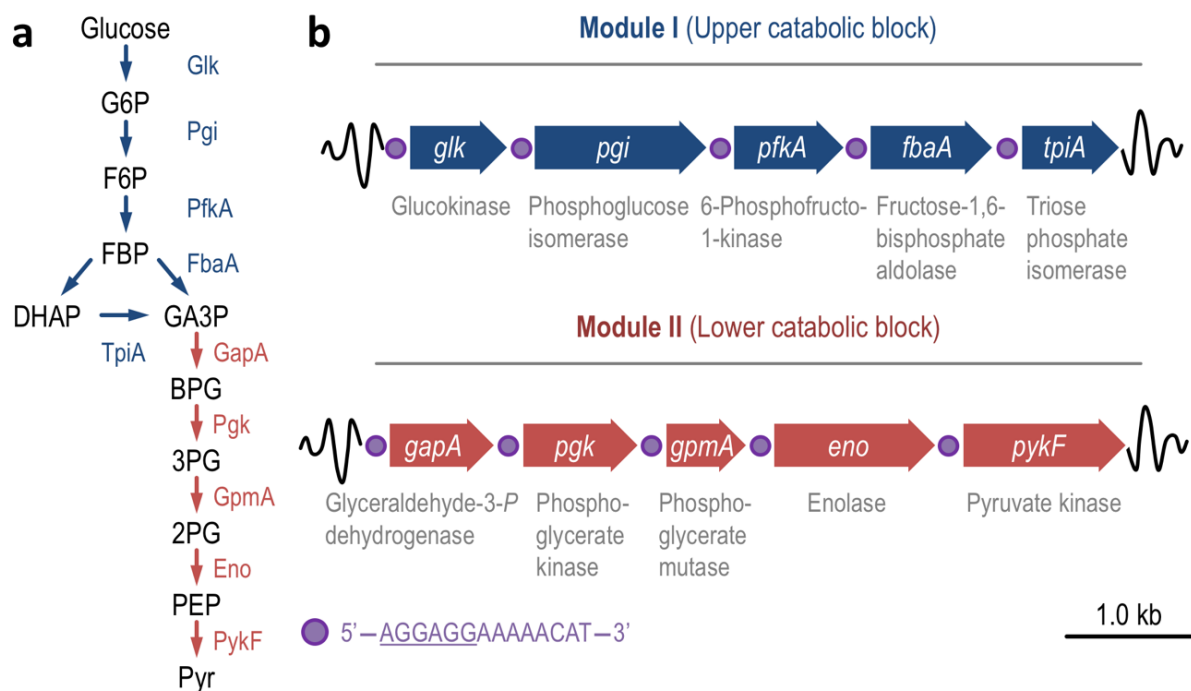 a
Glucose
Glk
G6P
Pgi
F6P
PfkA
FBP
FbaA
DHAP
GA3P
TpiA
GapA
BPG
Pgk
3PG
GpmA
2PG
Eno
PEP
PykF
Pyr
b
Module I (Upper catabolic block)
glk
pgi
pfkA
fbaA
tpiA
Glucokinase
Phosphoglucose
isomerase
6-Phosphofructo-
1-kinase
Fructose-1,6-
bisphosphate
aldolase
Triose
phosphate
isomerase
Module II (Lower catabolic block)
gapA
pgk
gpmA
eno
pykF
Glyceraldehyde-3-P
dehydrogenase
Phospho-
glycerate
kinase
Phospho-
glycerate
mutase
Enolase
Pyruvate kinase
5’–AGGAGGAAAAACAT–3’
1.0 kb